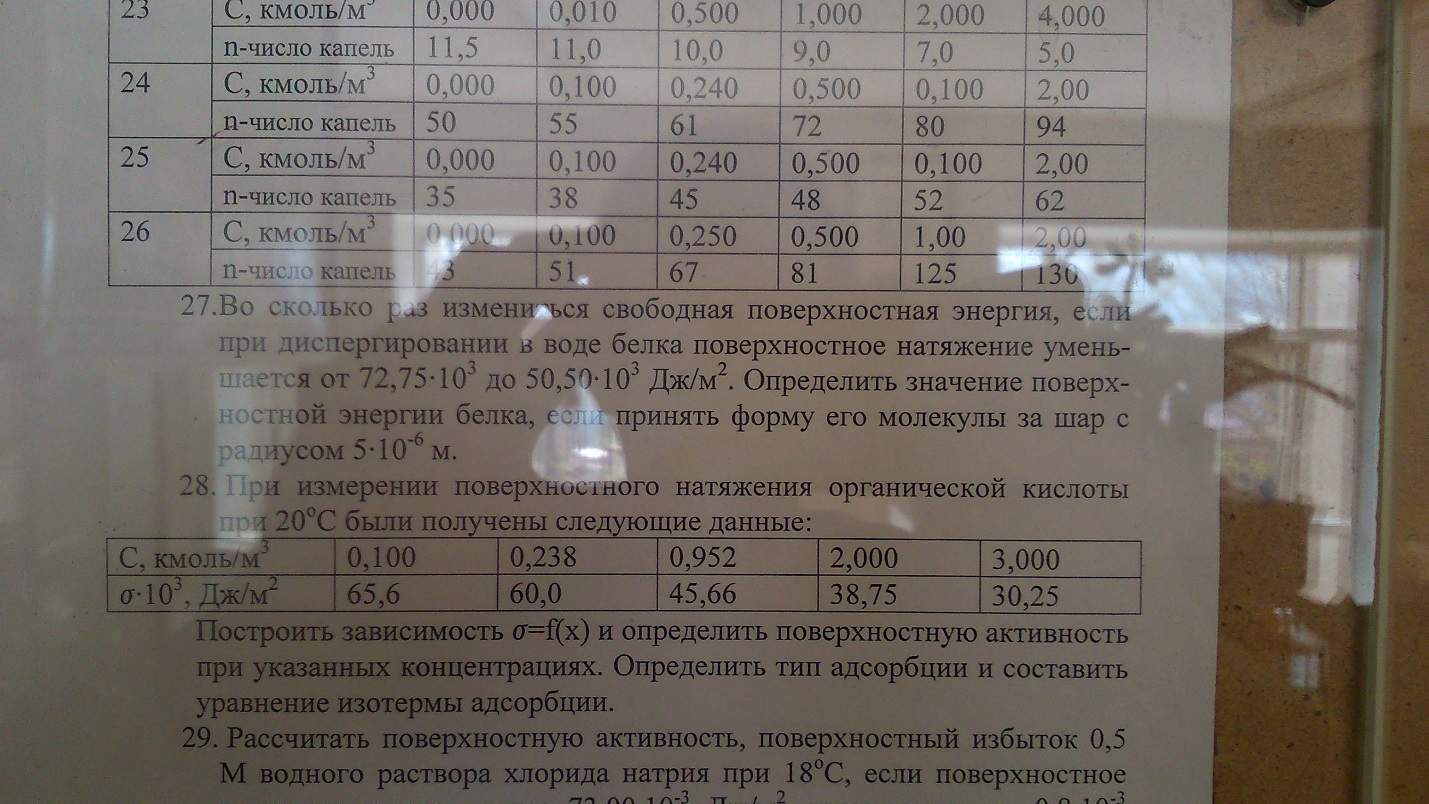 23 С, кмоль/м³ 0,000 0,010 0,500 1,000 2,000 4,000
n-число капель 11,5 11,0 10,0 9,0 7,0 5,0
24 С, кмоль/м³ 0,000 0,100 0,240 0,500 0,100 2,00
n-число капель 50 55 61 72 80 94
25 С, кмоль/м³ 0,000 0,100 0,240 0,500 0,100 2,00
n-число капель 35 38 45 48 52 62
26 С, кмоль/м³ 0,000 0,100 0,250 0,500 1,00 2,00
n-число капель 43 51 67 81 125 130
27.Во сколько раз измениться свободная поверхностная энергия, если
при диспергировании в воде белка поверхностное натяжение умень-
шается от 72,75·10³ до 50,50·10³ Дж/м². Определить значение поверх-
ностной энергии белка, если принять форму его молекулы за шар с
радиусом 5·10⁻⁶ м.
28. При измерении поверхностного натяжения органической кислоты
при 20°С были получены следующие данные:
С, кмоль/м³ 0,100 0,238 0,952 2,000 3,000
σ·10³, Дж/м² 65,6 60,0 45,66 38,75 30,25
Построить зависимость σ=f(x) и определить поверхностную активность
при указанных концентрациях. Определить тип адсорбции и составить
уравнение изотермы адсорбции.
29. Рассчитать поверхностную активность, поверхностный избыток 0,5
М водного раствора хлорида натрия при 18°С, если поверхностное